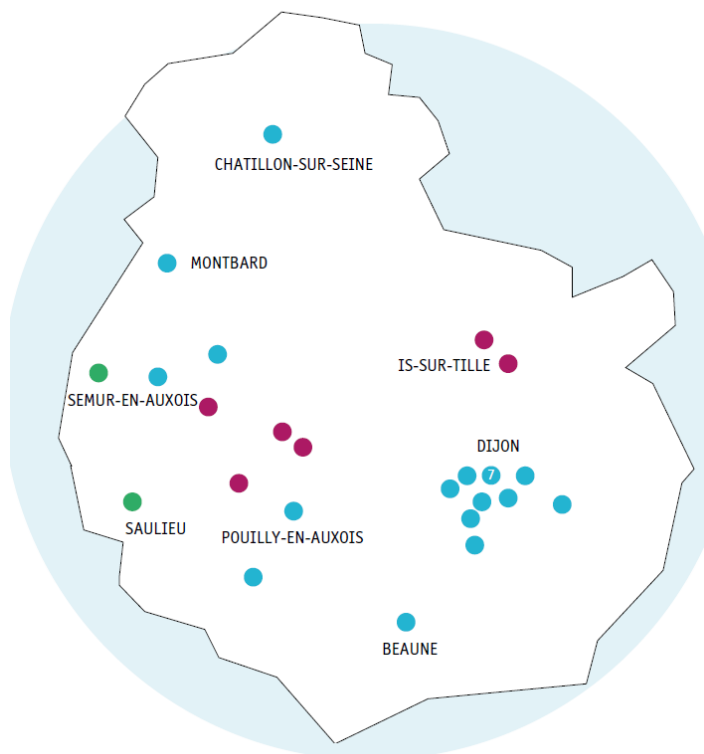 CHATILLON-SUR-SEINE
MONTBARD
IS-SUR-TILLE
SEMUR-EN-AUXOIS
DIJON
7
SAULIEU
POUILLY-EN-AUXOIS
BEAUNE